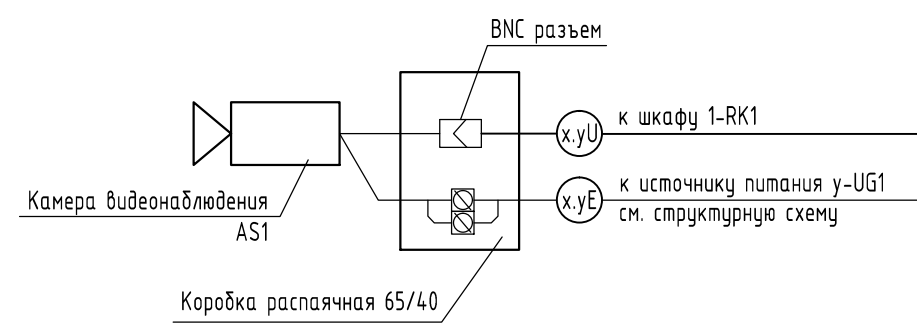 BNC разъем
x.yU
к шкафу 1-RK1
Камера видеонаблюдения
AS1
x.yE
к источнику питания y-UG1
см. структурную схему
Коробка распаячная 65/40